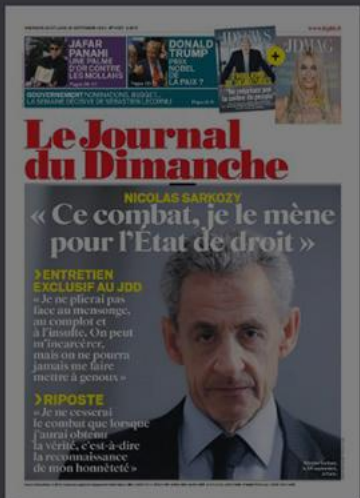 JAFAR
PANAHI
UNE PALME
D'OR CONTRE
LES MOLLAHS
DONALD
TRUMP
PRIX
NOBEL
DE
LA PAIX ?
JDNEWS
+
JDMAG
GOUVERNEMENT NOMINATIONS, BUDGET...
LA SEMAINE DÉCISIVE DE SÉBASTIEN LECORNU
Le Journal
du Dimanche
NICOLAS SARKOZY
« Ce combat, je le mène
pour l'État de droit »
ENTRETIEN
EXCLUSIF AU JDD
« Je ne plierai pas
face au mensonge,
au complot et
à l'insulte. On peut
m'incarcérer,
mais on ne pourra
jamais me faire
mettre à genoux »
RIPOSTE
« Je ne cesserai
le combat que lorsque
j'aurai obtenu
la vérité, c'est-à-dire
la reconnaissance
de mon honnêteté »